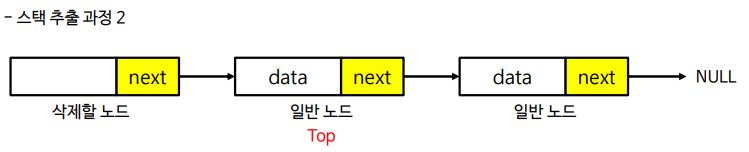 - 스택 추출 과정 2
next data next data next NULL
삭제할 노드 일반 노드 일반 노드
Top